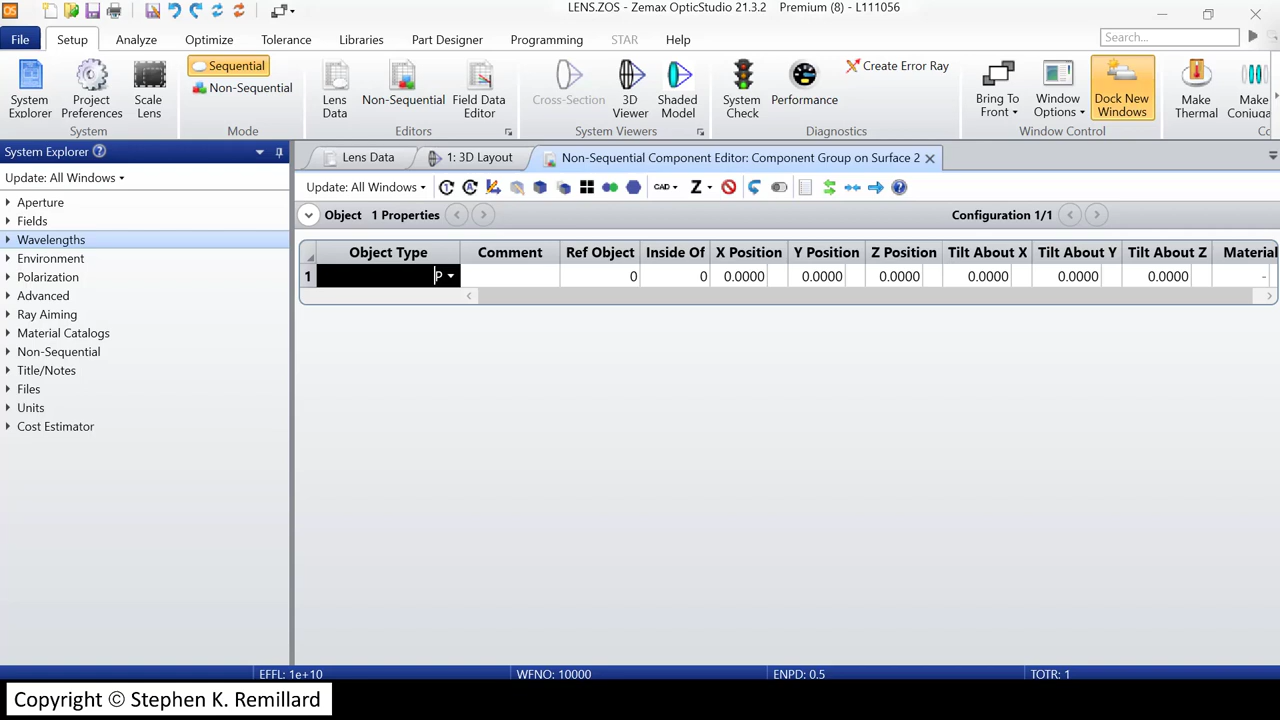 LENS.ZOS - Zemax OpticStudio 21.3.2 Premium (8) - L111056
File Setup Analyze Optimize Tolerance Libraries Part Designer Programming STAR Help Search...
System Explorer
Project Preferences
Scale Lens
System
Sequential
Non-Sequential
Mode
Lens Data
Non-Sequential
Field Data Editor
Editors
Cross-Section
3D Viewer
Shaded Model
System Viewers
System Check
Performance
Create Error Ray
Diagnostics
Bring To Front
Window Options
Dock New Windows
Window Control
Make Thermal
Make Conjuga
Co
System Explorer
Update: All Windows
Aperture
Fields
Wavelengths
Environment
Polarization
Advanced
Ray Aiming
Material Catalogs
Non-Sequential
Title/Notes
Files
Units
Cost Estimator
Lens Data 1: 3D Layout Non-Sequential Component Editor: Component Group on Surface 2
Update: All Windows CAD Z
Object 1 Properties Configuration 1/1
Object Type Comment Ref Object Inside Of X Position Y Position Z Position Tilt About X Tilt About Y Tilt About Z Material
1 P 0 0 0.0000 0.0000 0.0000 0.0000 0.0000 0.0000 -
EFFL: 1e+10 WFNO: 10000 ENPD: 0.5 TOTR: 1
Copyright © Stephen K. Remillard